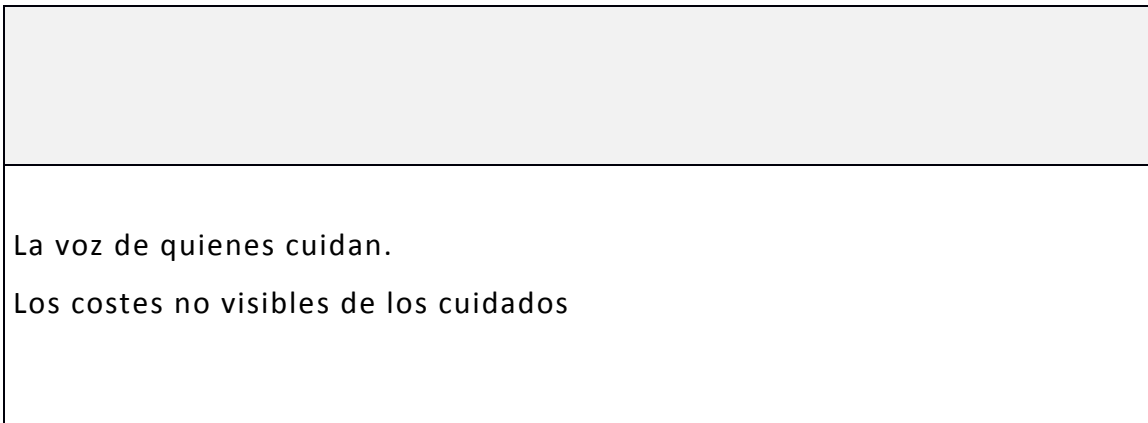 La voz de quienes cuidan.
Los costes no visibles de los cuidados